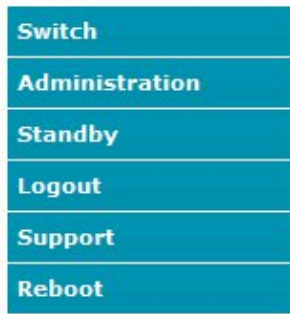 Switch
Administration
Standby
Logout
Support
Reboot